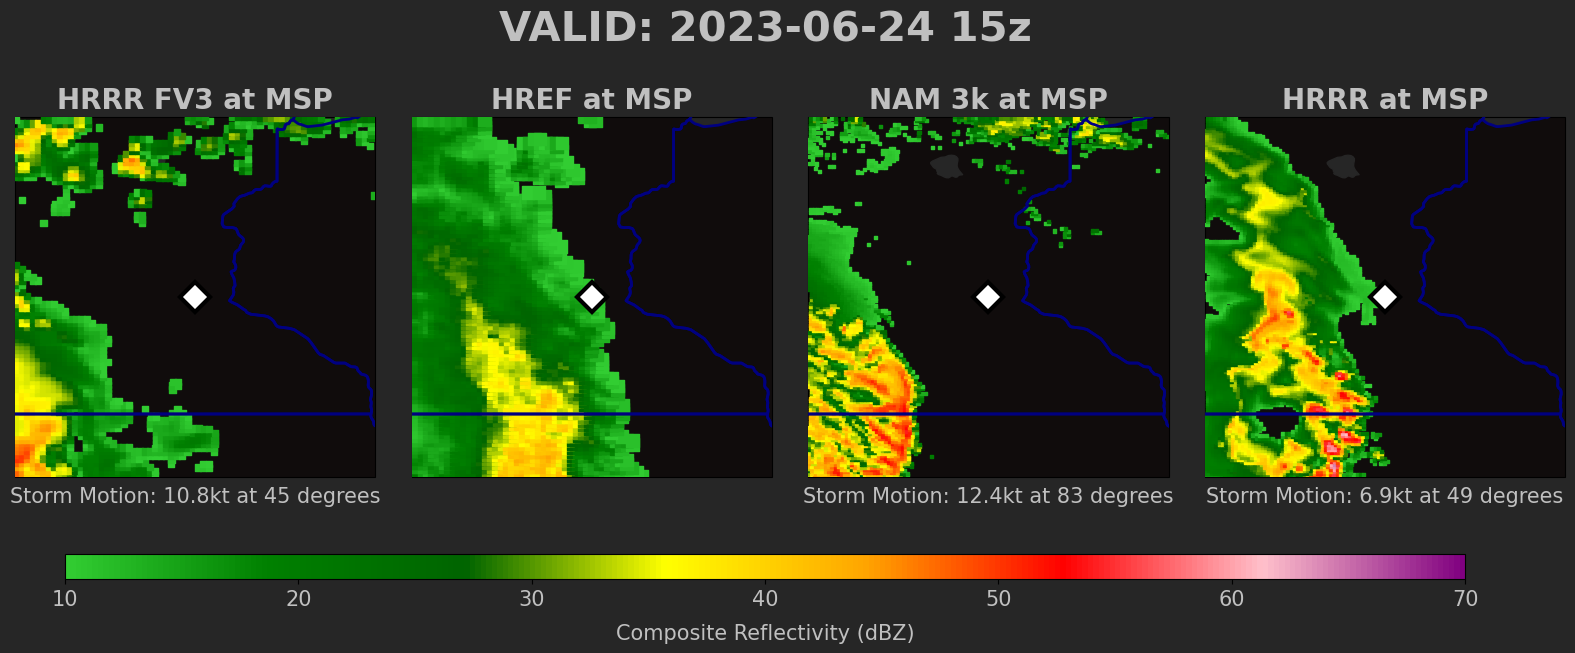 VALID: 2023-06-24 15z
HRRR FV3 at MSP
HREF at MSP
NAM 3k at MSP
HRRR at MSP
Storm Motion: 10.8kt at 45 degrees
Storm Motion: 12.4kt at 83 degrees
Storm Motion: 6.9kt at 49 degrees
10 20 30 40 50 60 70
Composite Reflectivity (dBZ)